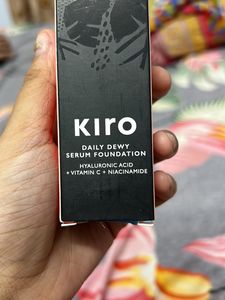 KIRO
DAILY DEWY
SERUM FOUNDATION
HYALURONIC ACID
+ VITAMIN C + NIACINAMIDE